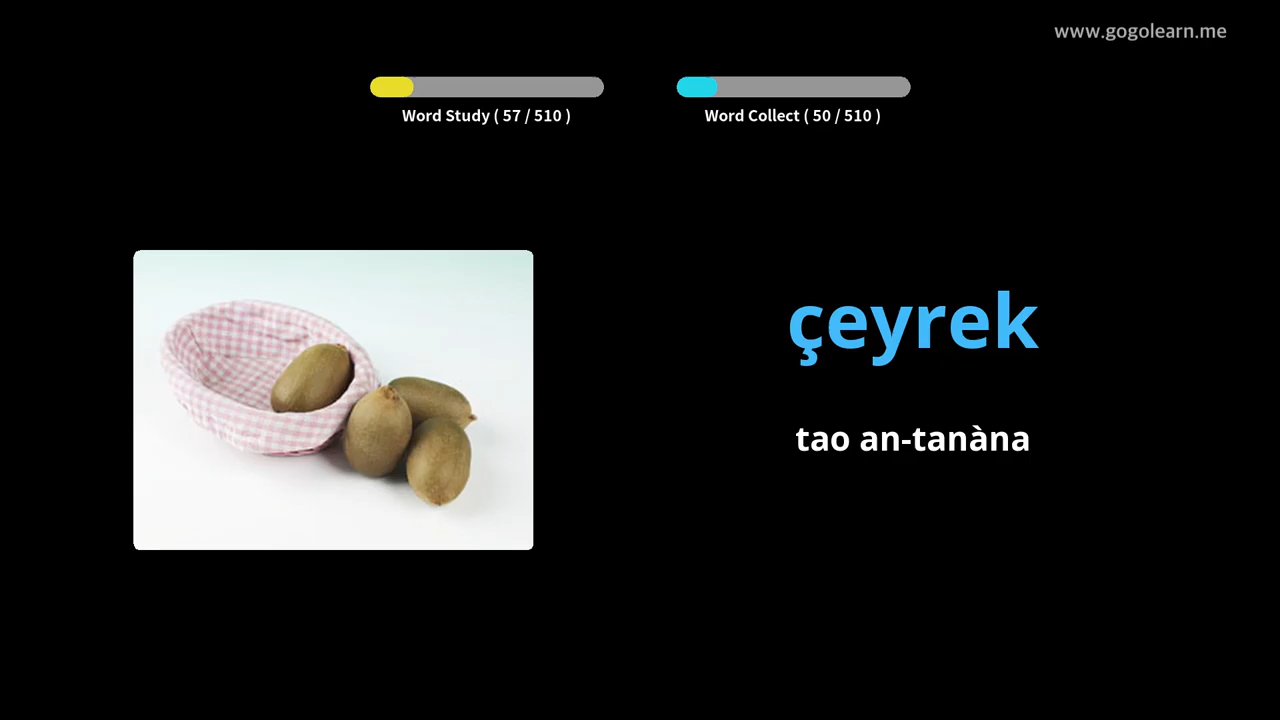 www.gogolearn.me
Word Study ( 57 / 510 )
Word Collect ( 50 / 510 )
çeyrek
tao an-tanàna